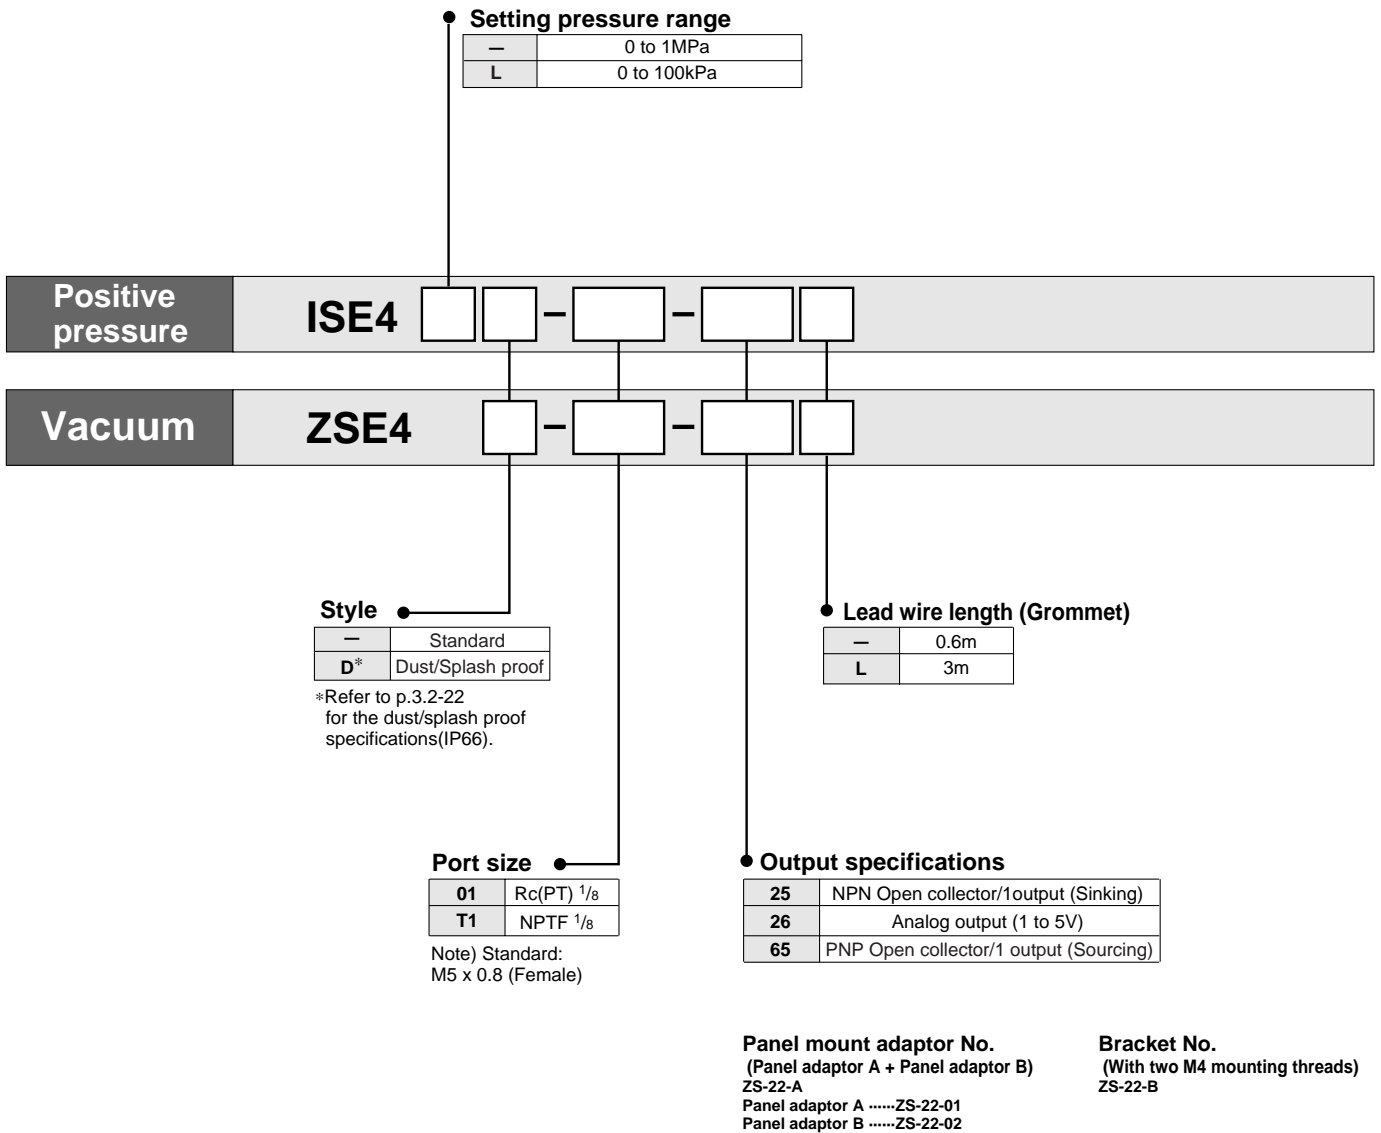 Setting pressure range
— 0 to 1MPa
L 0 to 100kPa
Positive
pressure
ISE4 – –
Vacuum
ZSE4 – –
Style
— Standard
D* Dust/Splash proof
*Refer to p.3.2-22
for the dust/splash proof
specifications(IP66).
Lead wire length (Grommet)
— 0.6m
L 3m
Port size
01 Rc(PT) 1/8
T1 NPTF 1/8
Note) Standard:
M5 x 0.8 (Female)
Output specifications
25 NPN Open collector/1output (Sinking)
26 Analog output (1 to 5V)
65 PNP Open collector/1 output (Sourcing)
Panel mount adaptor No.
(Panel adaptor A + Panel adaptor B)
ZS-22-A
Panel adaptor A ······ZS-22-01
Panel adaptor B ······ZS-22-02
Bracket No.
(With two M4 mounting threads)
ZS-22-B